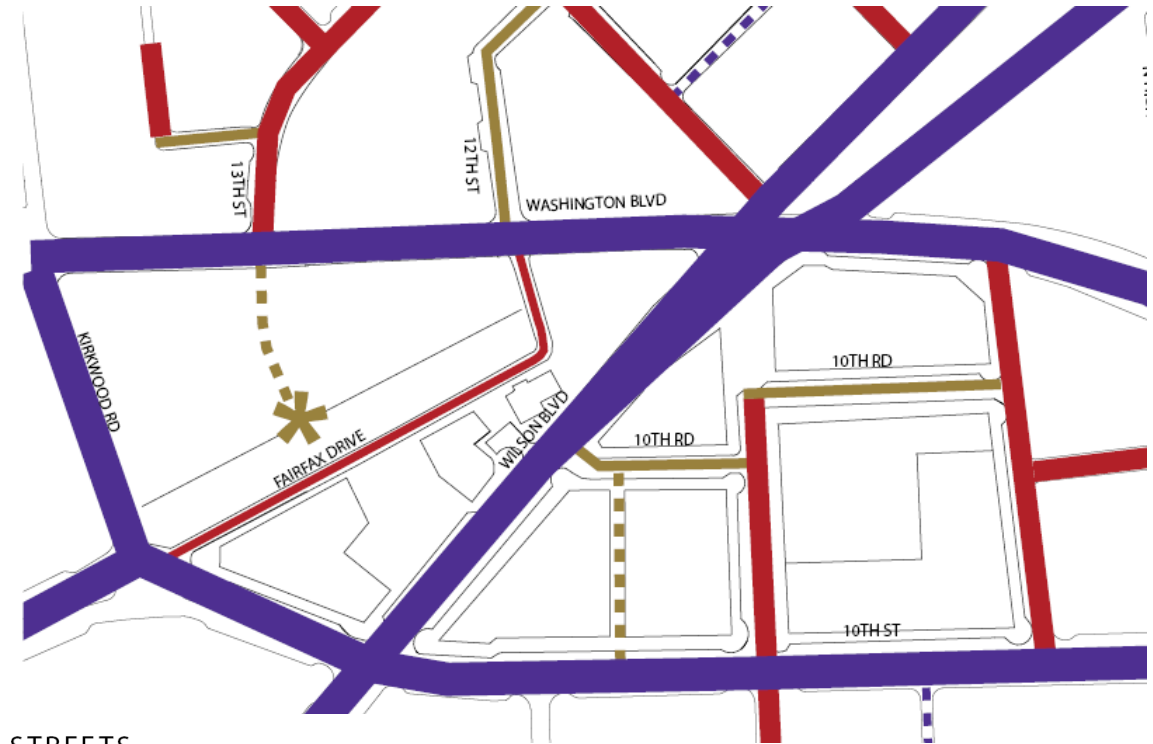 13TH ST
12TH ST
WASHINGTON BLVD
KIRKWOOD RD
10TH RD
FAIRFAX DRIVE
WILSON BLVD
10TH RD
10TH ST
STREETS